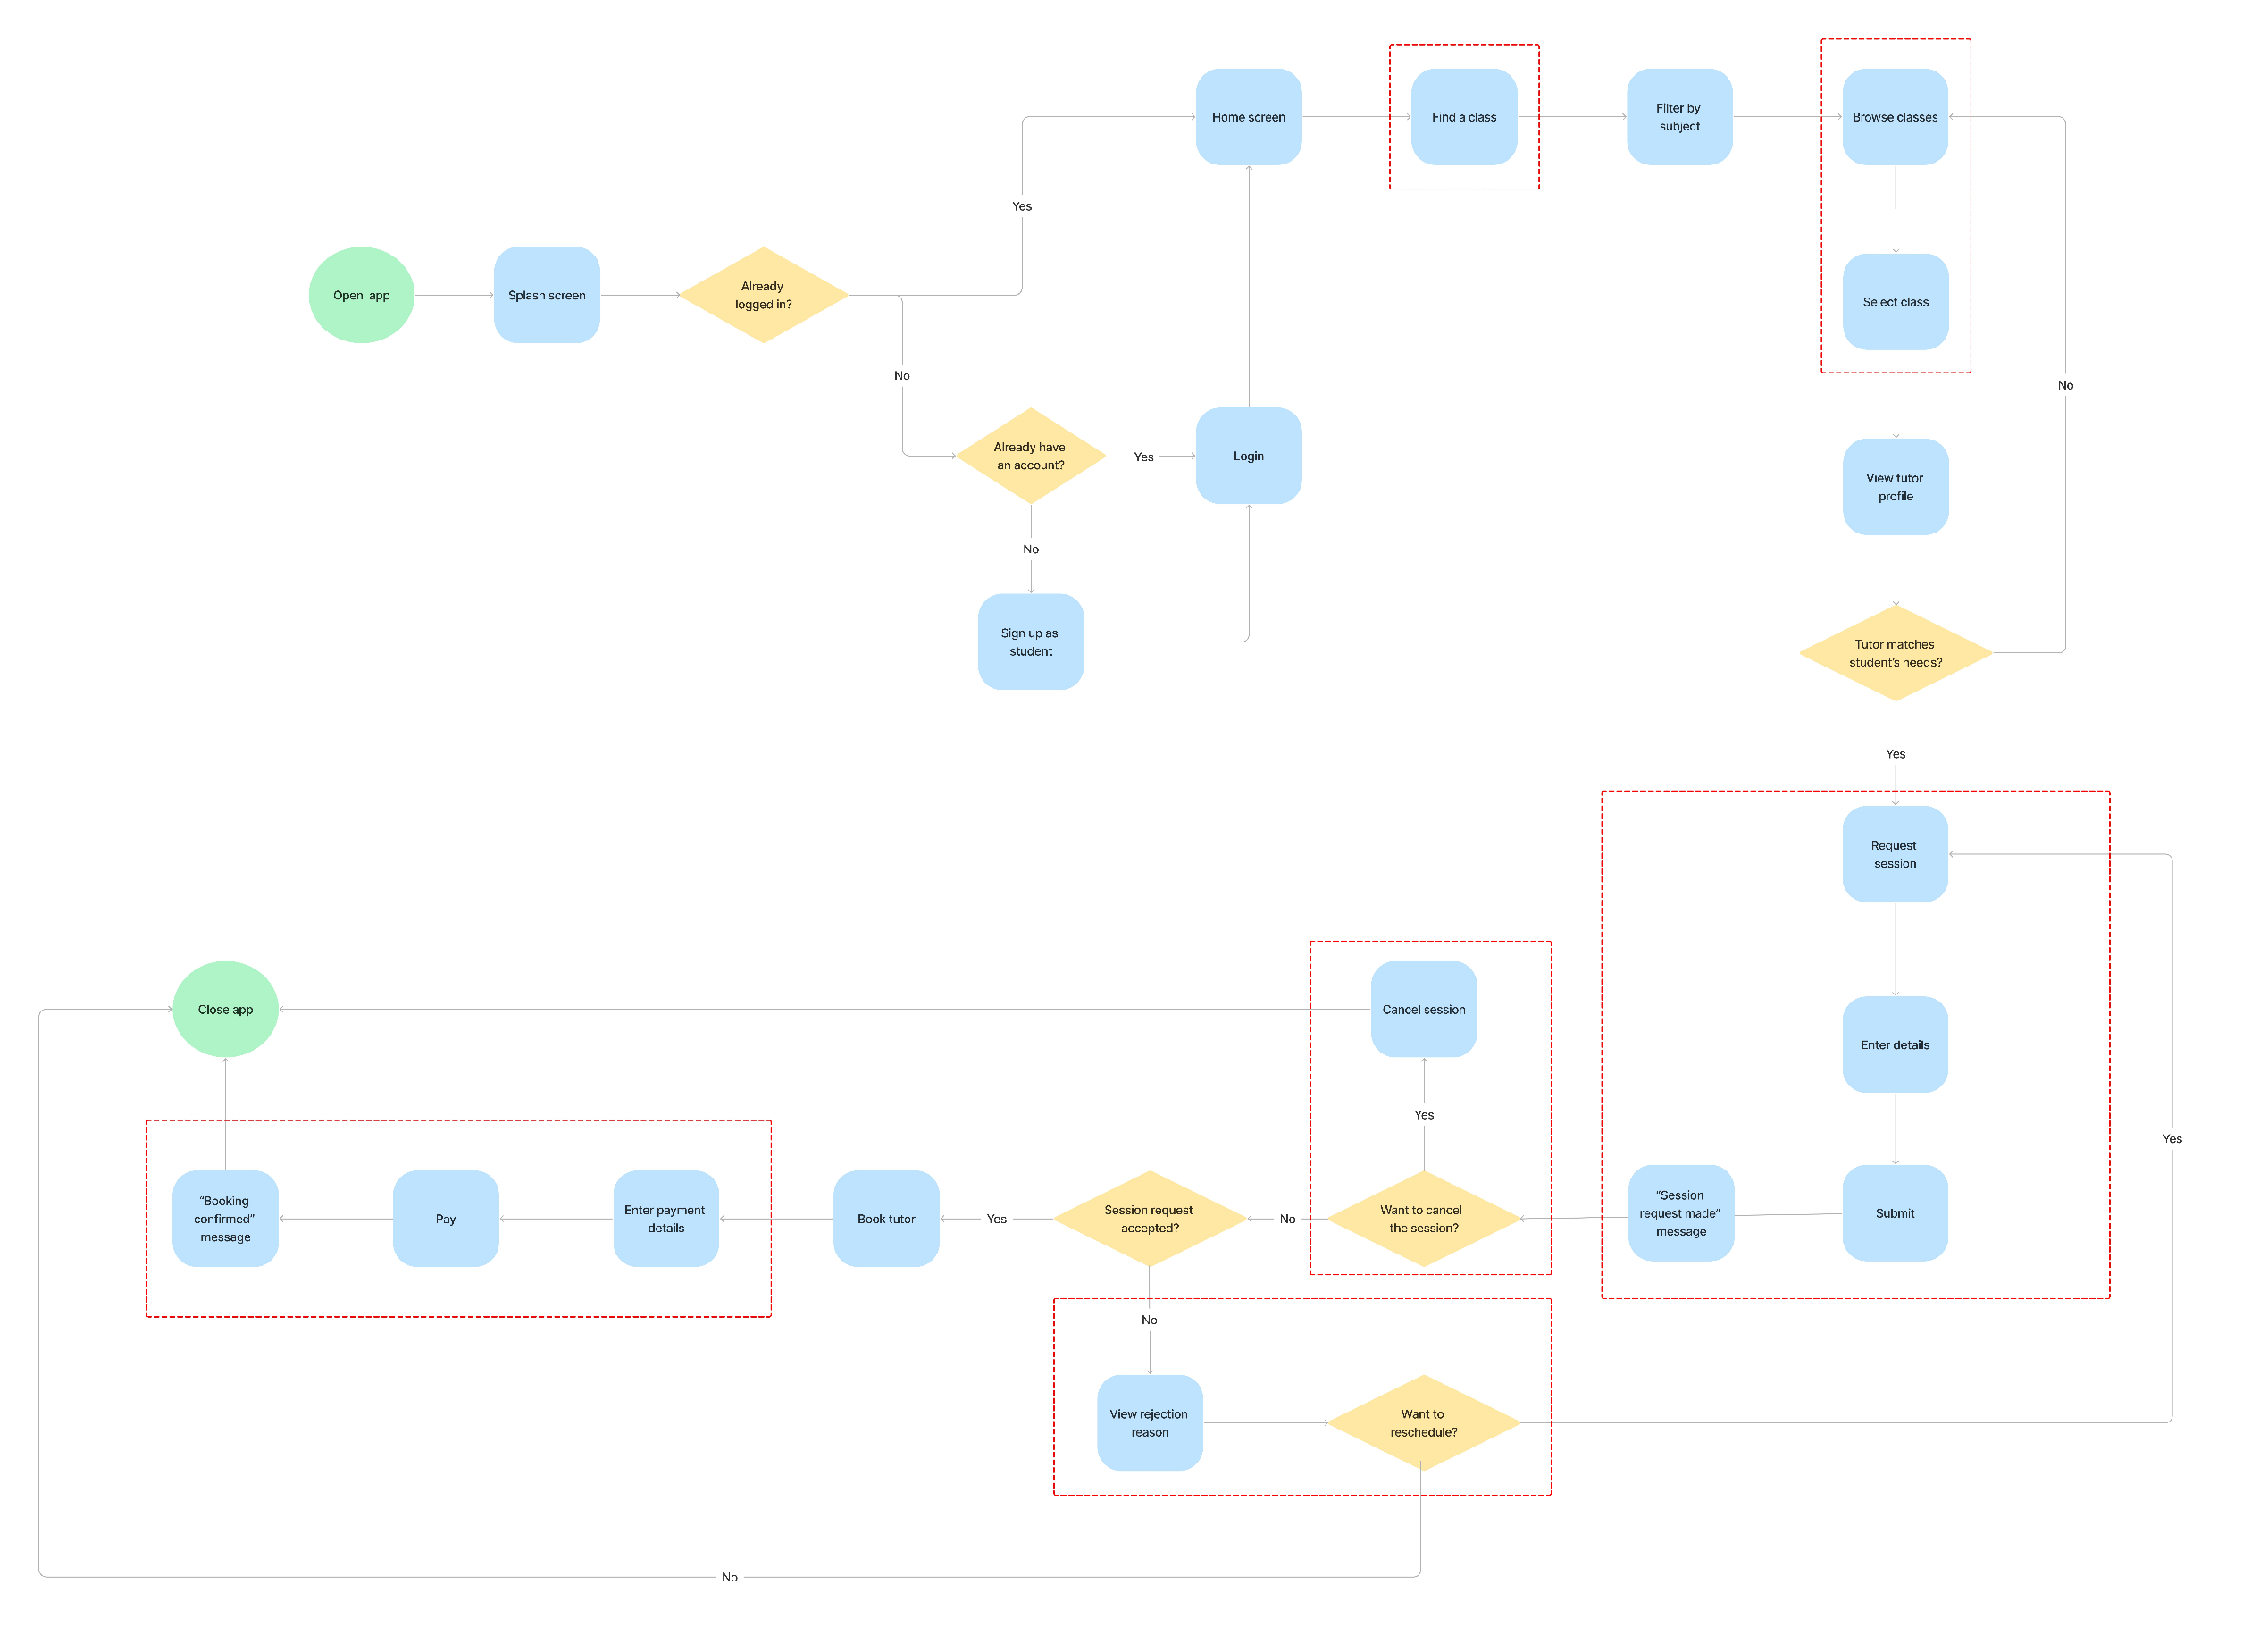 Home screen
Find a class
Filter by
subject
Browse classes
Yes
Open  app
Splash screen
Already
logged in?
Select class
No
No
Already have
an account?
Yes
Login
View tutor
profile
No
Sign up as
student
Tutor matches
student's needs?
Yes
Request
session
Close app
Cancel session
Enter details
Yes
Yes
“Booking
confirmed”
message
Pay
Enter payment
details
Book tutor
Yes
Session request
accepted?
No
Want to cancel
the session?
“Session
request made”
message
Submit
No
View rejection
reason
Want to
reschedule?
No